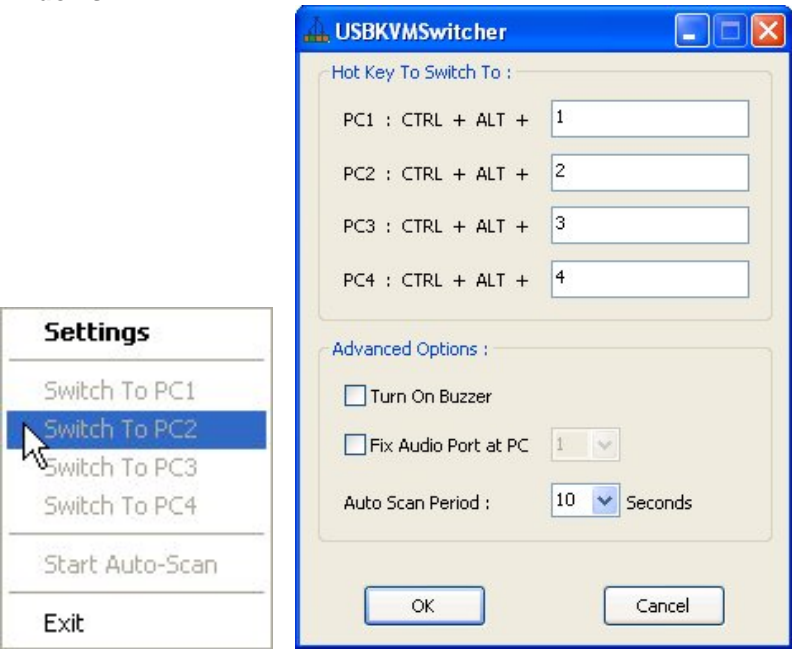 Settings
Switch To PC1
Switch To PC2
Switch To PC3
Switch To PC4
Start Auto-Scan
Exit
USBKVMSwitcher
Hot Key To Switch To :
PC1 : CTRL + ALT + 1
PC2 : CTRL + ALT + 2
PC3 : CTRL + ALT + 3
PC4 : CTRL + ALT + 4
Advanced Options :
Turn On Buzzer
Fix Audio Port at PC 1
Auto Scan Period : 10 Seconds
OK Cancel